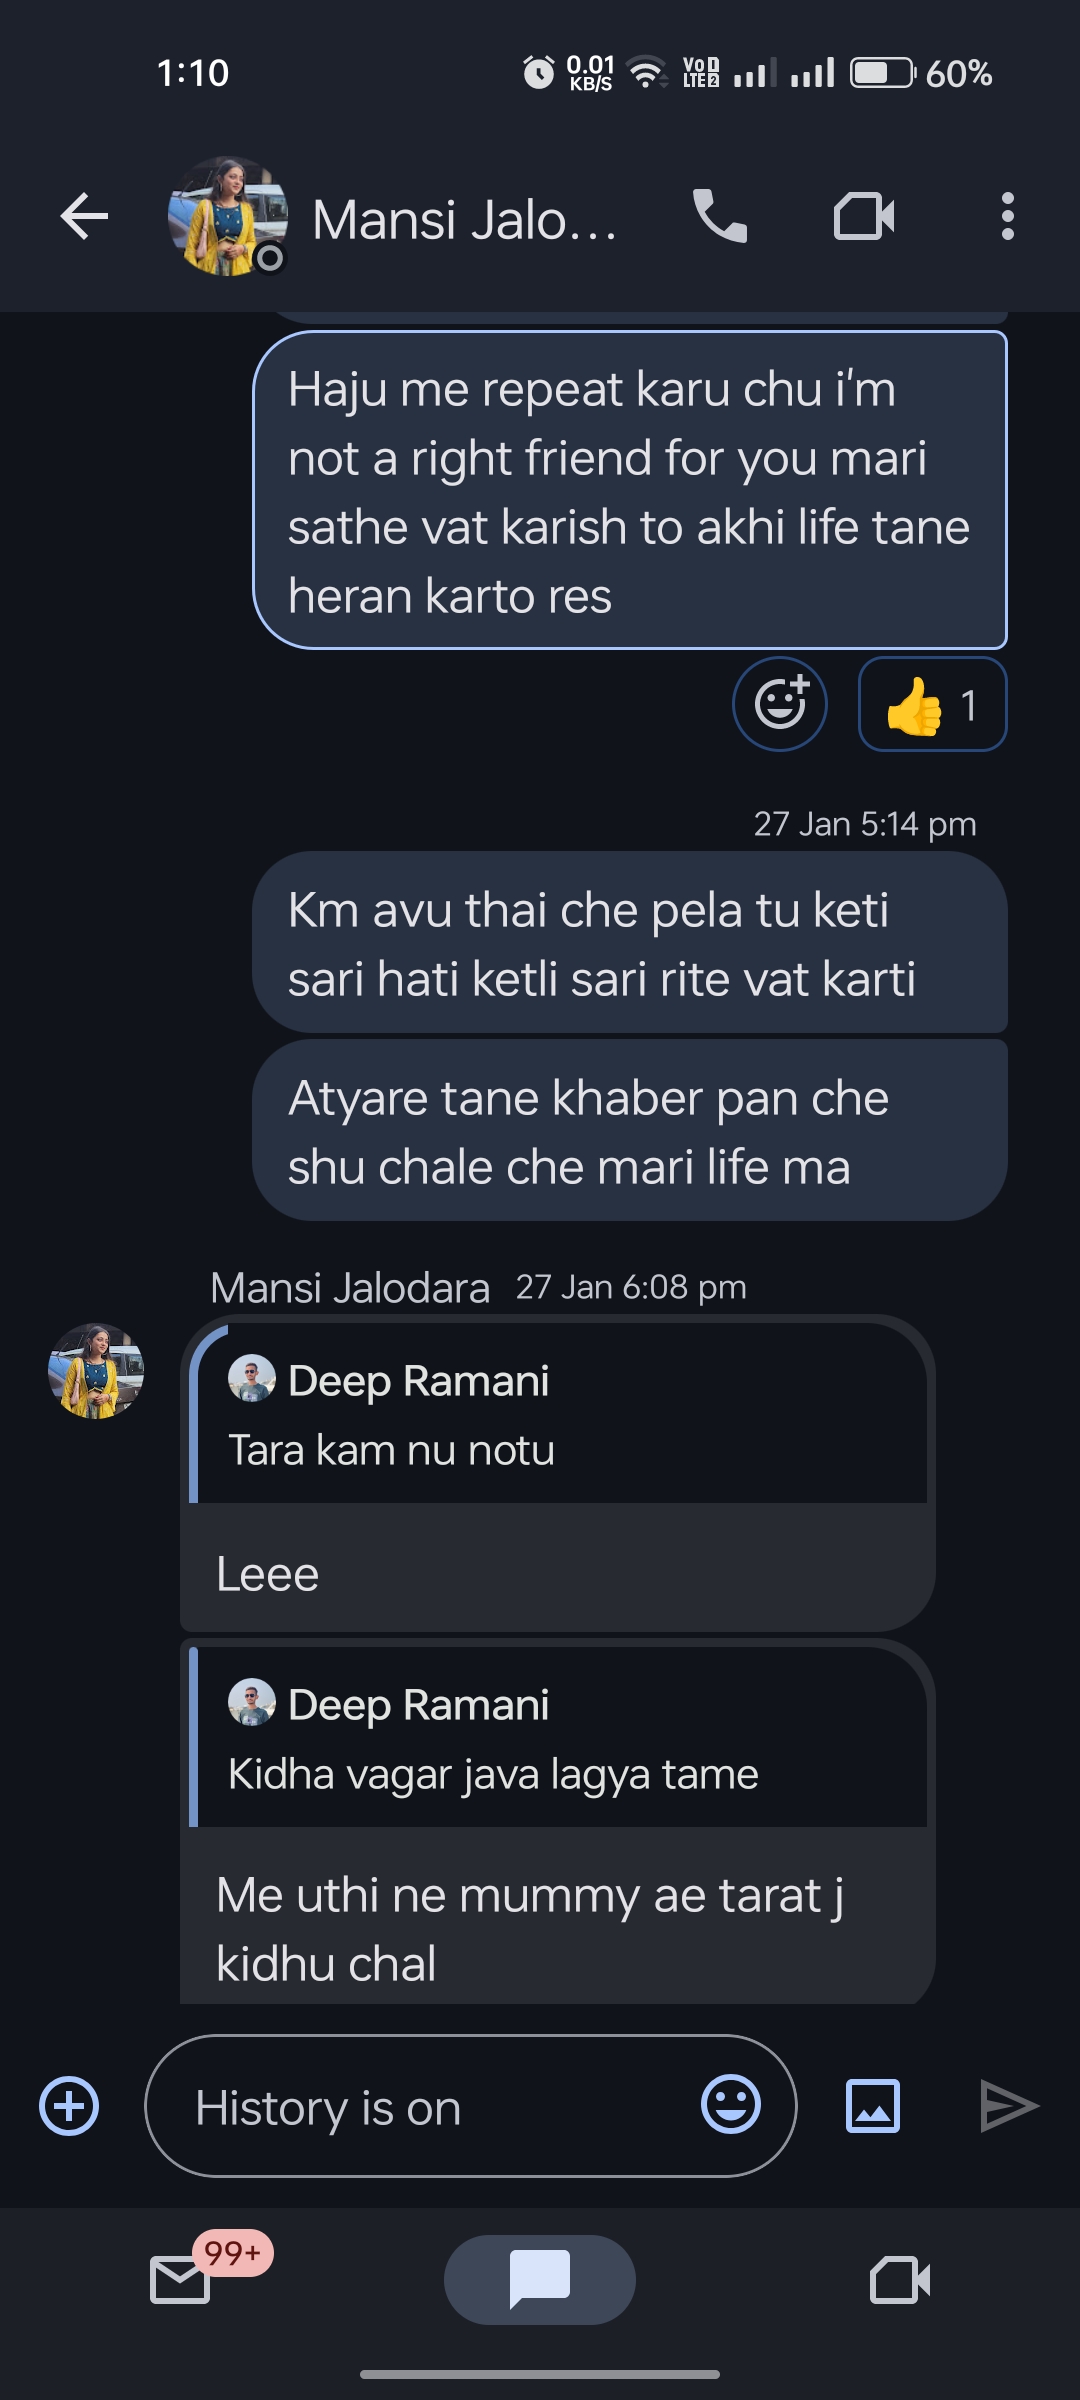 1:10
0.01
KB/S
VoD
LTE2
60%
Mansi Jalo...
Haju me repeat karu chu i'm
not a right friend for you mari
sathe vat karish to akhi life tane
heran karto res
1
27 Jan 5:14 pm
Km avu thai che pela tu keti
sari hati ketli sari rite vat karti
Atyare tane khaber pan che
shu chale che mari life ma
Mansi Jalodara 27 Jan 6:08 pm
Deep Ramani
Tara kam nu notu
Leee
Deep Ramani
Kidha vagar java lagya tame
Me uthi ne mummy ae tarat j
kidhu chal
History is on
99+